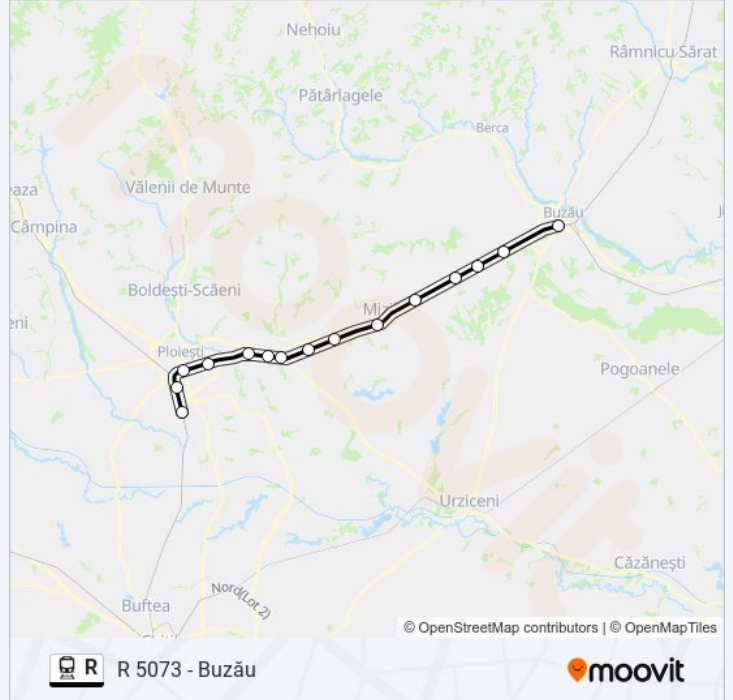 Nehoiu
Râmnicu Sărat
Pătârlagele
Berca
Vălenii de Munte
Câmpina
Buzău
Boldești-Scăeni
Ploiești
Pogoanele
Urziceni
Căzănești
Nord(Lot 2)
Buftea
© OpenStreetMap contributors | © OpenMapTiles
R R 5073 - Buzău
moovit